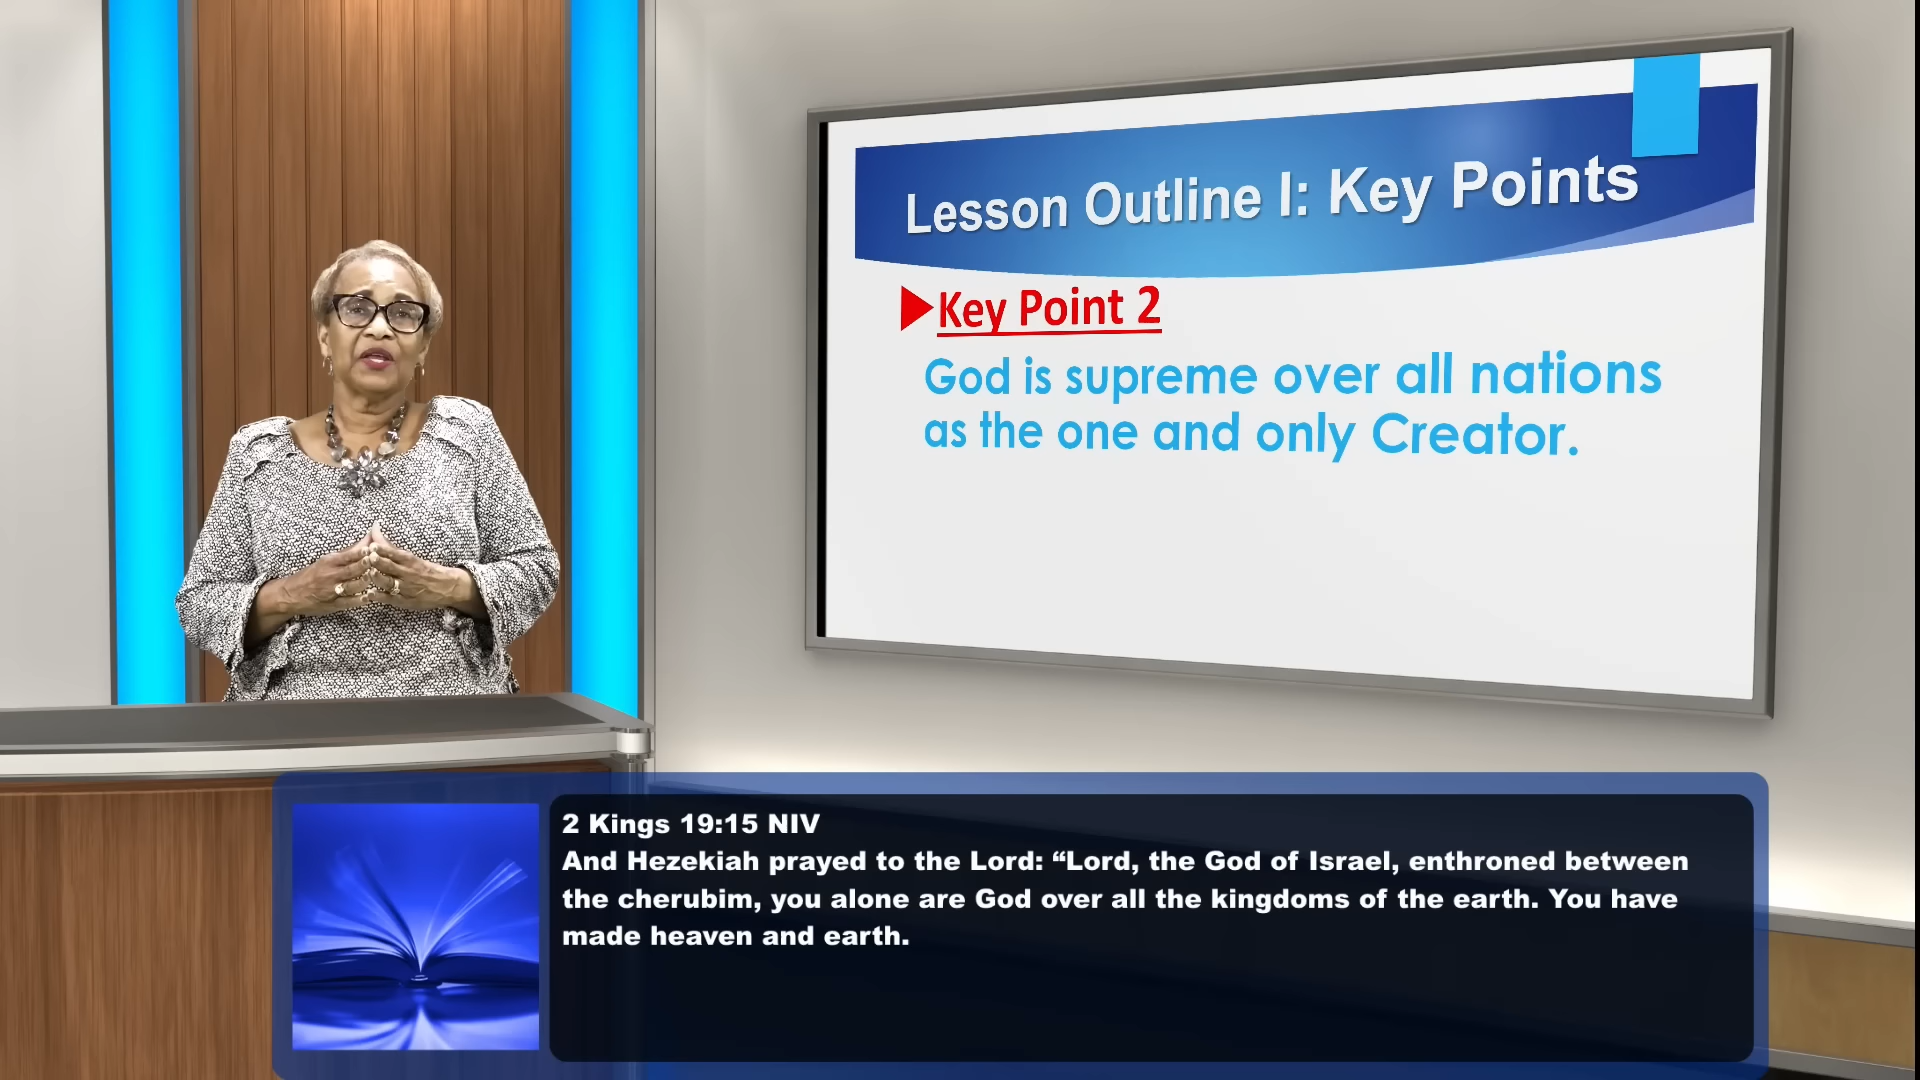 Lesson Outline I: Key Points
Key Point 2
God is supreme over all nations
as the one and only Creator.
2 Kings 19:15 NIV
And Hezekiah prayed to the Lord: “Lord, the God of Israel, enthroned between
the cherubim, you alone are God over all the kingdoms of the earth. You have
made heaven and earth.